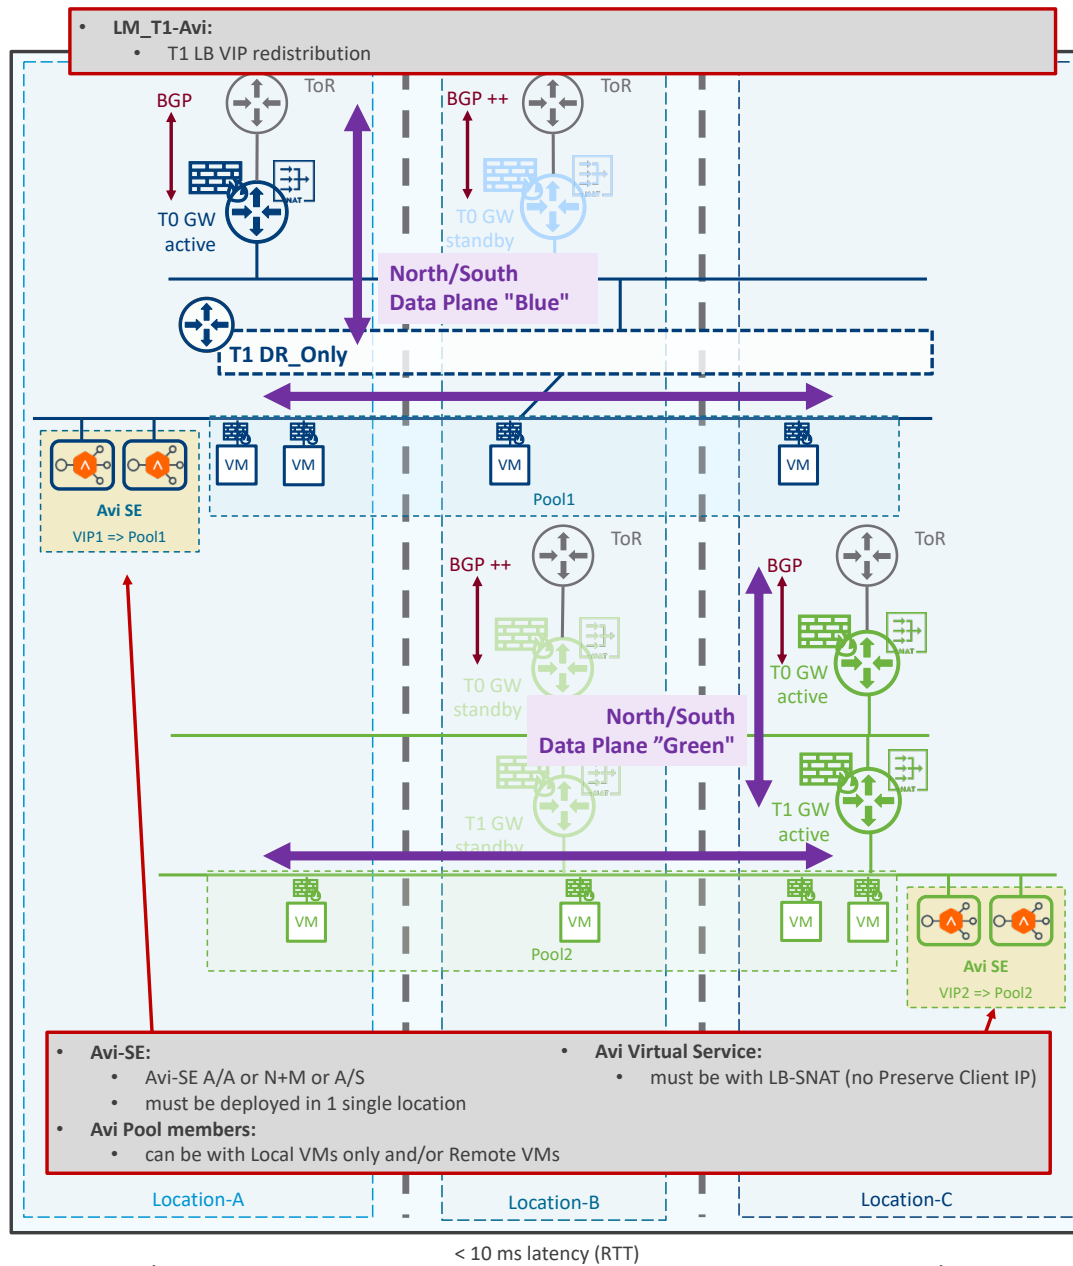 • LM_T1-Avi:
• T1 LB VIP redistribution
ToR
ToR
BGP
BGP ++
NAT
T0 GW
active
T0 GW
standby
North/South
Data Plane "Blue"
T1 DR_Only
VM
VM
VM
VM
Pool1
Avi SE
VIP1 => Pool1
ToR
ToR
BGP ++
BGP
NAT
T0 GW
standby
T0 GW
active
North/South
Data Plane ”Green"
NAT
T1 GW
standby
T1 GW
active
VM
VM
VM
VM
Pool2
Avi SE
VIP2 => Pool2
• Avi-SE:
• Avi-SE A/A or N+M or A/S
• must be deployed in 1 single location
• Avi Pool members:
• can be with Local VMs only and/or Remote VMs
• Avi Virtual Service:
• must be with LB-SNAT (no Preserve Client IP)
Location-A
Location-B
Location-C
< 10 ms latency (RTT)